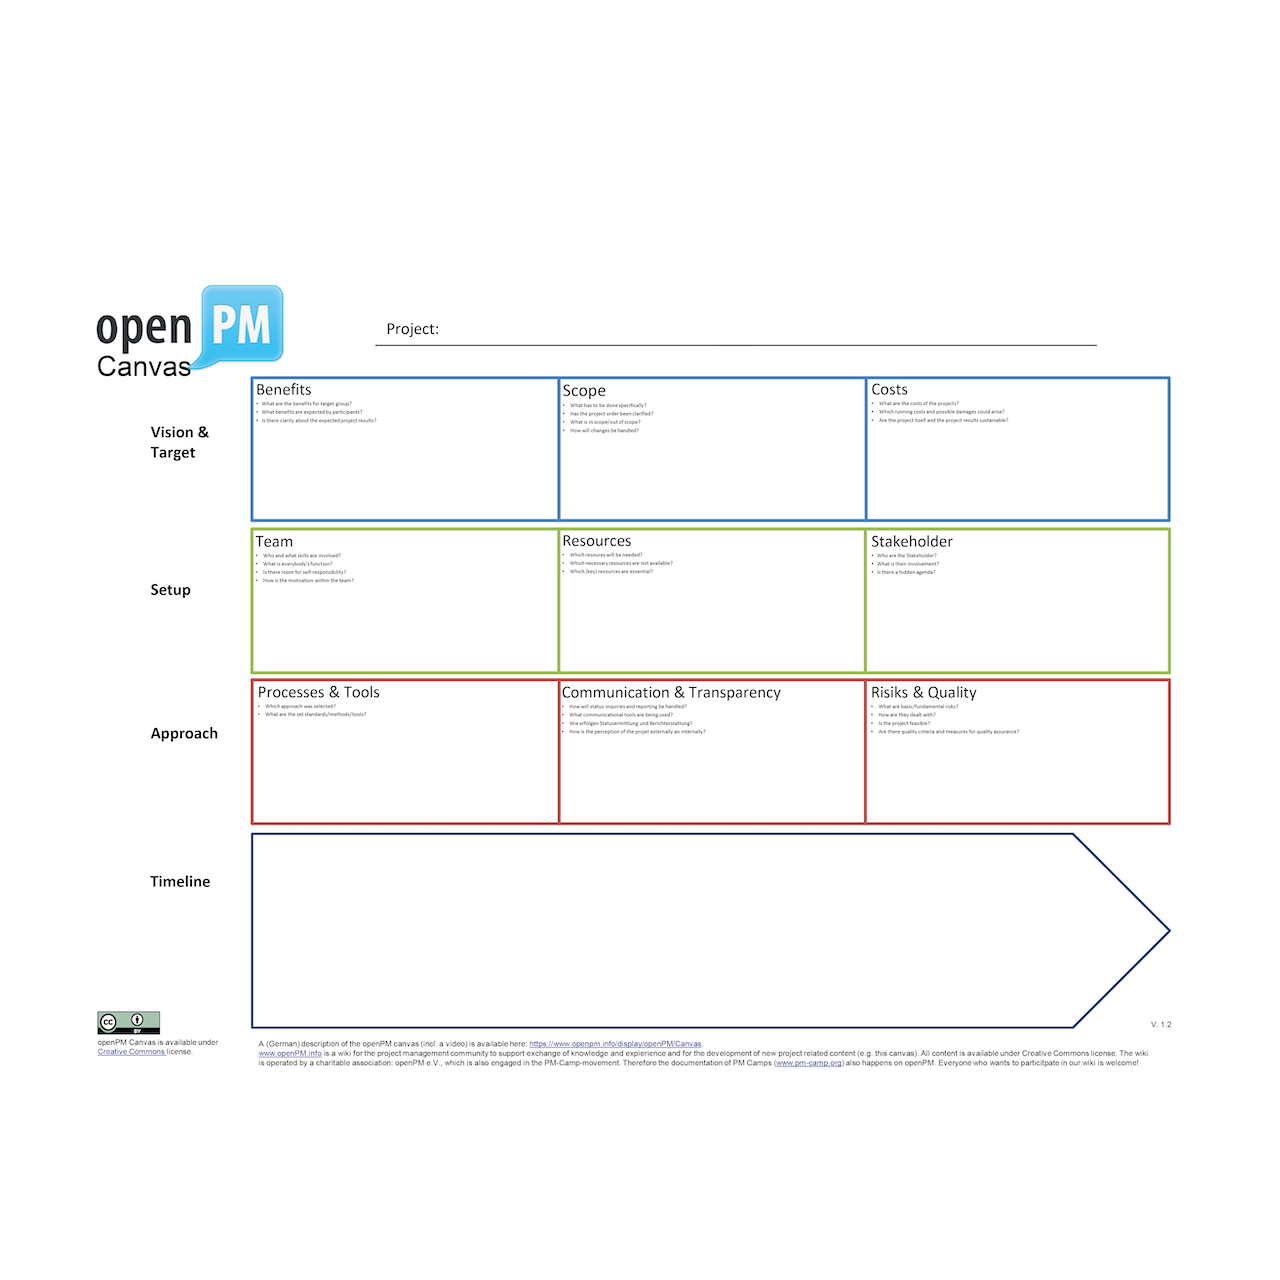 open PM
Canvas
Project:
Vision &
Target
Benefits
• What are the benefits for target group?
• What benefits are expected by participants?
• Is there clarity about the expected project results?
Scope
• What has to be done specifically?
• Has the project order been clarified?
• What is in scope/out of scope?
• How will changes be handled?
Costs
• What are the costs of the projects?
• Which running costs and possible damages could arise?
• Are the project itself and the project results sustainable?
Setup
Team
• Who and what skills are involved?
• What is everybody's function?
• Is there room for self-responsibility?
• How is the motivation within the team?
Resources
• Which resoures will be needed?
• Which necessary resources are not available?
• Which (key) resources are essential?
Stakeholder
• Who are the Stakeholder?
• What is their involvement?
• Is there a hidden agenda?
Approach
Processes & Tools
• Which approach was selected?
• What are the set standards/methods/tools?
Communication & Transparency
• How will status inquiries and reporting be handled?
• What communicational tools are being used?
• Wie erfolgen Statusermittlung und Berichterstattung?
• How is the perception of the projet externally an internally?
Risiks & Quality
• What are basic/fundamental risks?
• How are they dealt with?
• Is the project feasible?
• Are there quality criteria and measures for quality assurance?
Timeline
V. 1.2
cc BY
openPM Canvas is available under
Creative Commons license.
A (German) description of the openPM canvas (incl. a video) is available here: https://www.openpm.info/display/openPM/Canvas.
www.openPM.info is a wiki for the project management community to support exchange of knowledge and expierience and for the development of new project related content (e.g. this canvas). All content is available under Creative Commons license. The wiki
is operated by a charitable association: openPM e.V., which is also engaged in the PM-Camp-movement. Therefore the documentation of PM Camps (www.pm-camp.org) also happens on openPM. Everyone who wants to particitpate in our wiki is welcome!